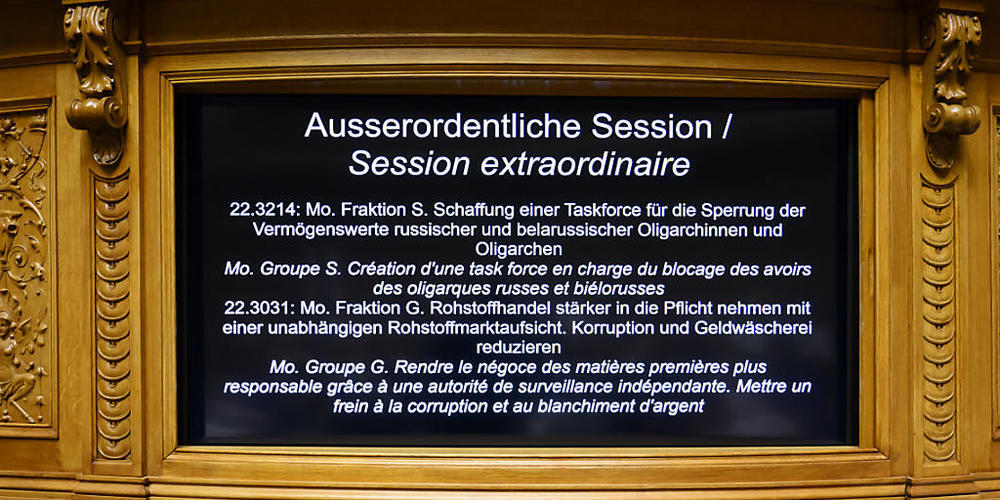 Ausserordentliche Session /
Session extraordinaire
22.3214: Mo. Fraktion S. Schaffung einer Taskforce für die Sperrung der
Vermögenswerte russischer und belarussischer Oligarchinnen und
Oligarchen
Mo. Groupe S. Création d'une task force en charge du blocage des avoirs
des oligarques russes et biélorusses
22.3031: Mo. Fraktion G. Rohstoffhandel stärker in die Pflicht nehmen mit
einer unabhängigen Rohstoffmarktaufsicht. Korruption und Geldwäscherei
reduzieren
Mo. Groupe G. Rendre le négoce des matières premières plus
responsable grâce à une autorité de surveillance indépendante. Mettre un
frein à la corruption et au blanchiment d'argent